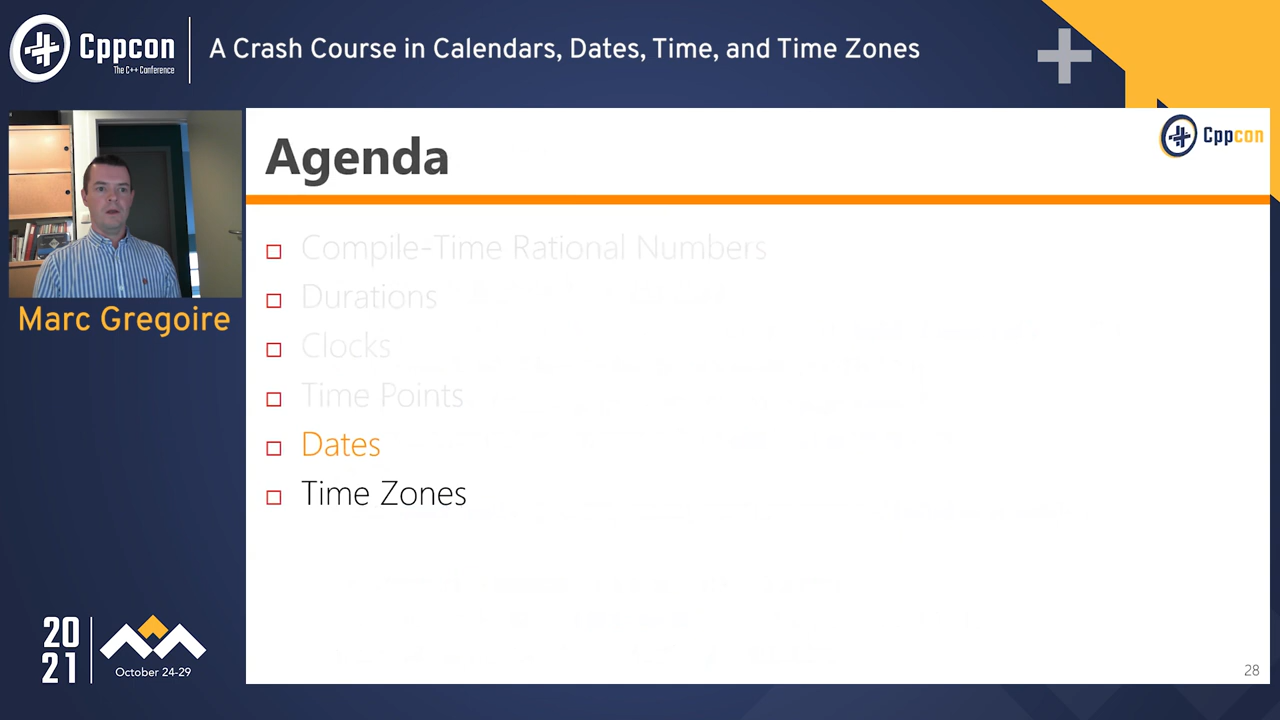 Cppcon
The C++ Conference
A Crash Course in Calendars, Dates, Time, and Time Zones
Cppcon
Agenda
Compile-Time Rational Numbers
Durations
Clocks
Time Points
Dates
Time Zones
Marc Gregoire
20
21
October 24-29
28